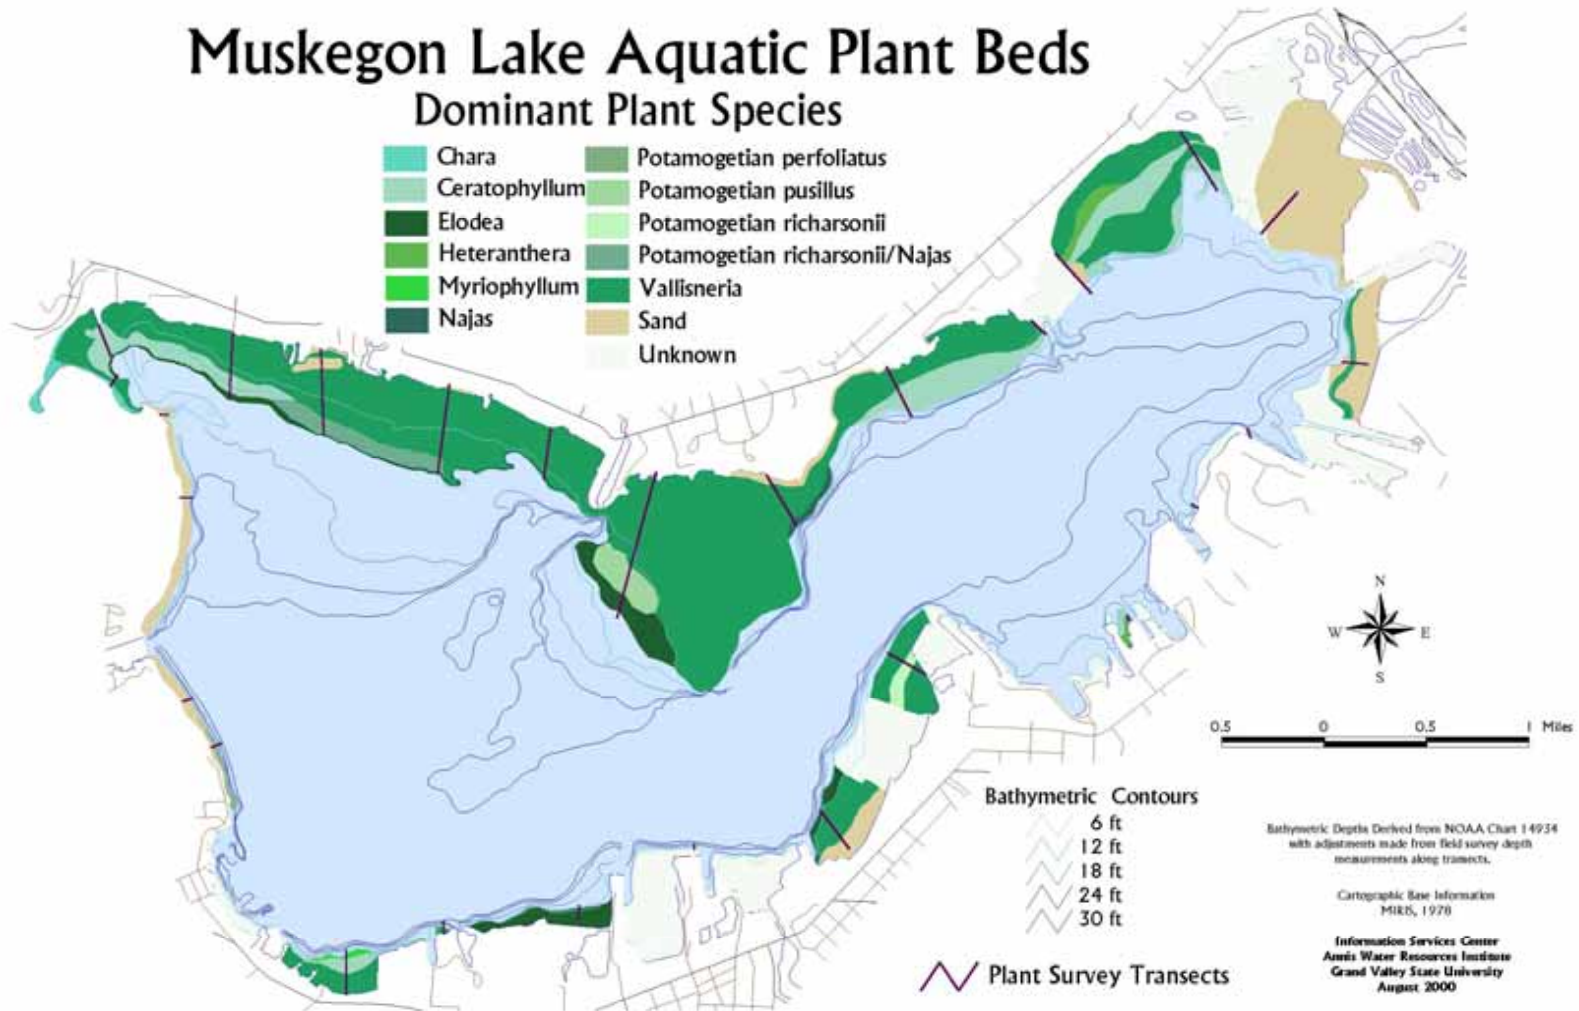 Muskegon Lake Aquatic Plant Beds
Dominant Plant Species
Chara
Ceratophyllum
Elodea
Heteranthera
Myriophyllum
Najas
Potamogetian perfoliatus
Potamogetian pusillus
Potamogetian richarsonii
Potamogetian richarsonii/Najas
Vallisneria
Sand
Unknown
N
W E
S
0.5 0 0.5 1 Miles
Bathymetric Contours
6 ft
12 ft
18 ft
24 ft
30 ft
Plant Survey Transects
Bathymetric Depths Derived from NOAA Chart 14934
with adjustments made from field survey depth
measurements along transects.
Cartographic Base Information
MIRIS, 1978
Information Services Center
Annis Water Resources Institute
Grand Valley State University
August 2000